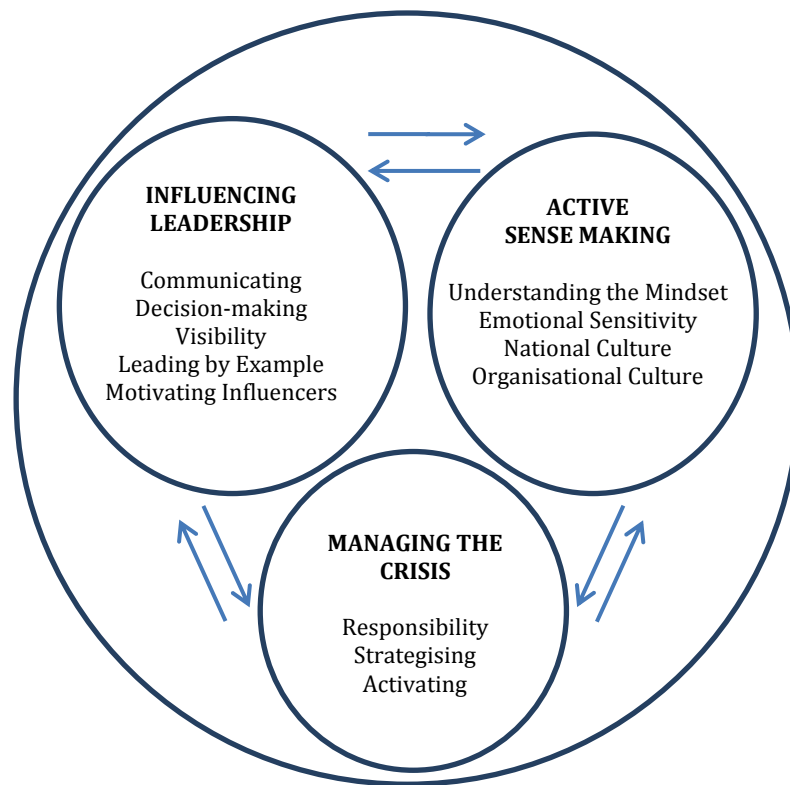 INFLUENCING
LEADERSHIP
Communicating
Decision-making
Visibility
Leading by Example
Motivating Influencers
ACTIVE
SENSE MAKING
Understanding the Mindset
Emotional Sensitivity
National Culture
Organisational Culture
MANAGING THE
CRISIS
Responsibility
Strategising
Activating